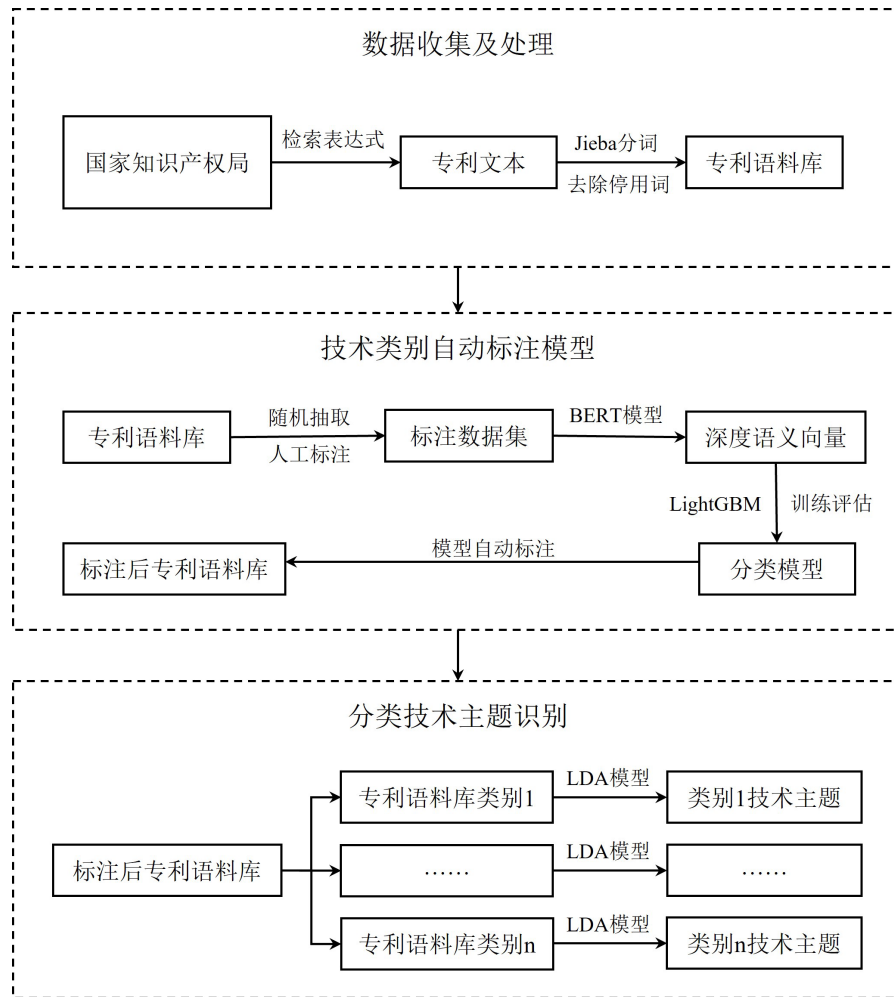 数据收集及处理
国家知识产权局
检索表达式
专利文本
Jieba分词
去除停用词
专利语料库
技术类别自动标注模型
专利语料库
随机抽取
人工标注
标注数据集
BERT模型
深度语义向量
LightGBM
训练评估
分类模型
模型自动标注
标注后专利语料库
分类技术主题识别
标注后专利语料库
专利语料库类别1
LDA模型
类别1技术主题
……
LDA模型
……
专利语料库类别n
LDA模型
类别n技术主题